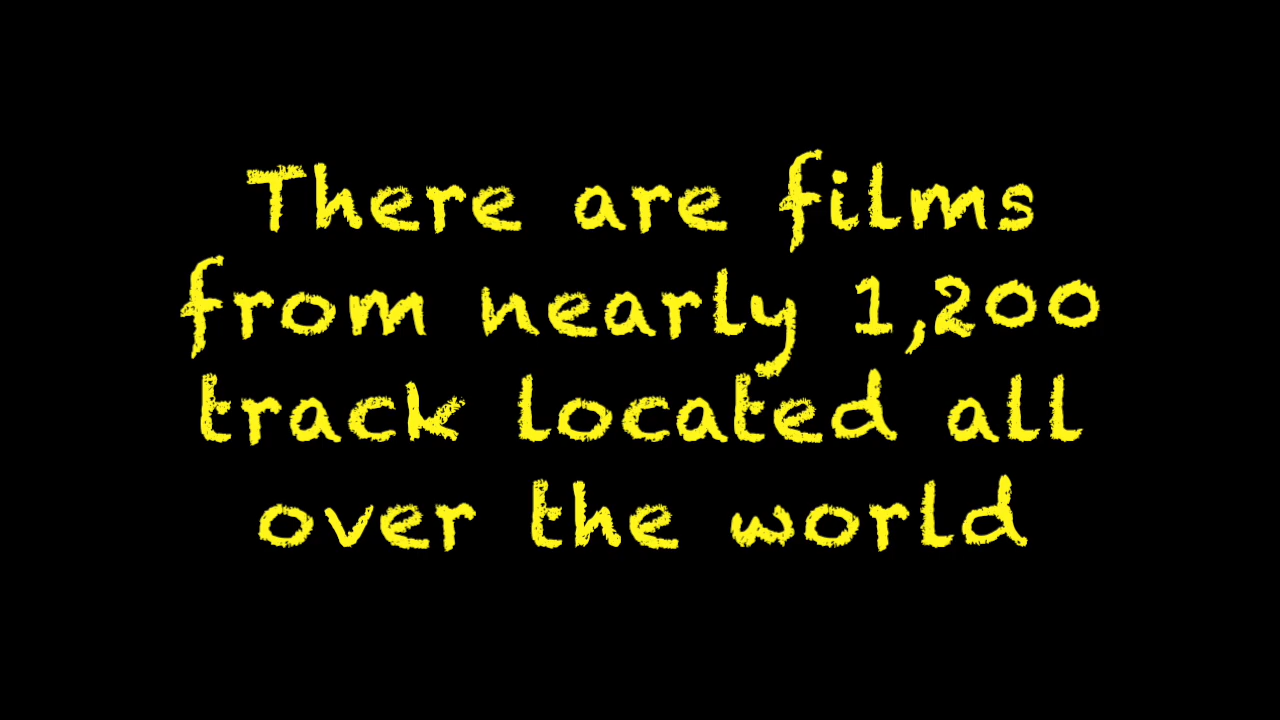 There are films
from nearly 1,200
track located all
over the world